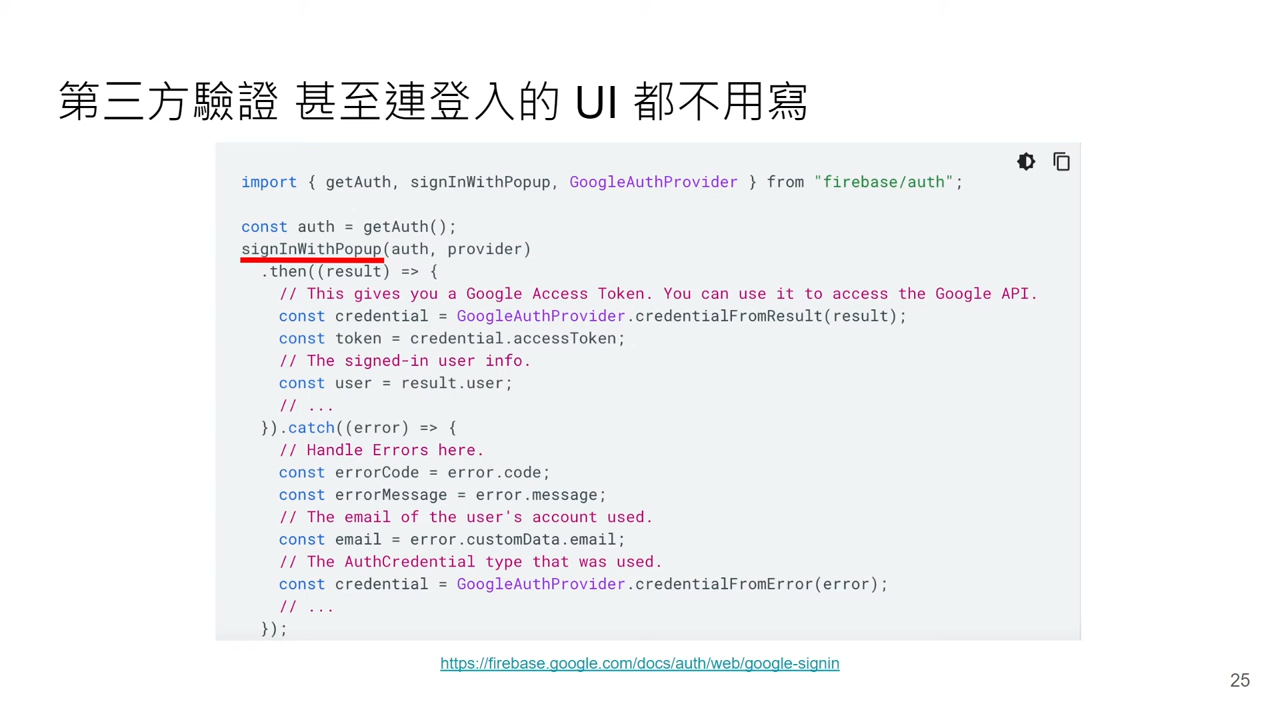 第三方驗證 甚至連登入的 UI 都不用寫
import { getAuth, signInWithPopup, GoogleAuthProvider } from "firebase/auth";
const auth = getAuth();
signInWithPopup(auth, provider)
  .then((result) => {
    // This gives you a Google Access Token. You can use it to access the Google API.
    const credential = GoogleAuthProvider.credentialFromResult(result);
    const token = credential.accessToken;
    // The signed-in user info.
    const user = result.user;
    // ...
  }).catch((error) => {
    // Handle Errors here.
    const errorCode = error.code;
    const errorMessage = error.message;
    // The email of the user's account used.
    const email = error.customData.email;
    // The AuthCredential type that was used.
    const credential = GoogleAuthProvider.credentialFromError(error);
    // ...
  });
https://firebase.google.com/docs/auth/web/google-signin
25